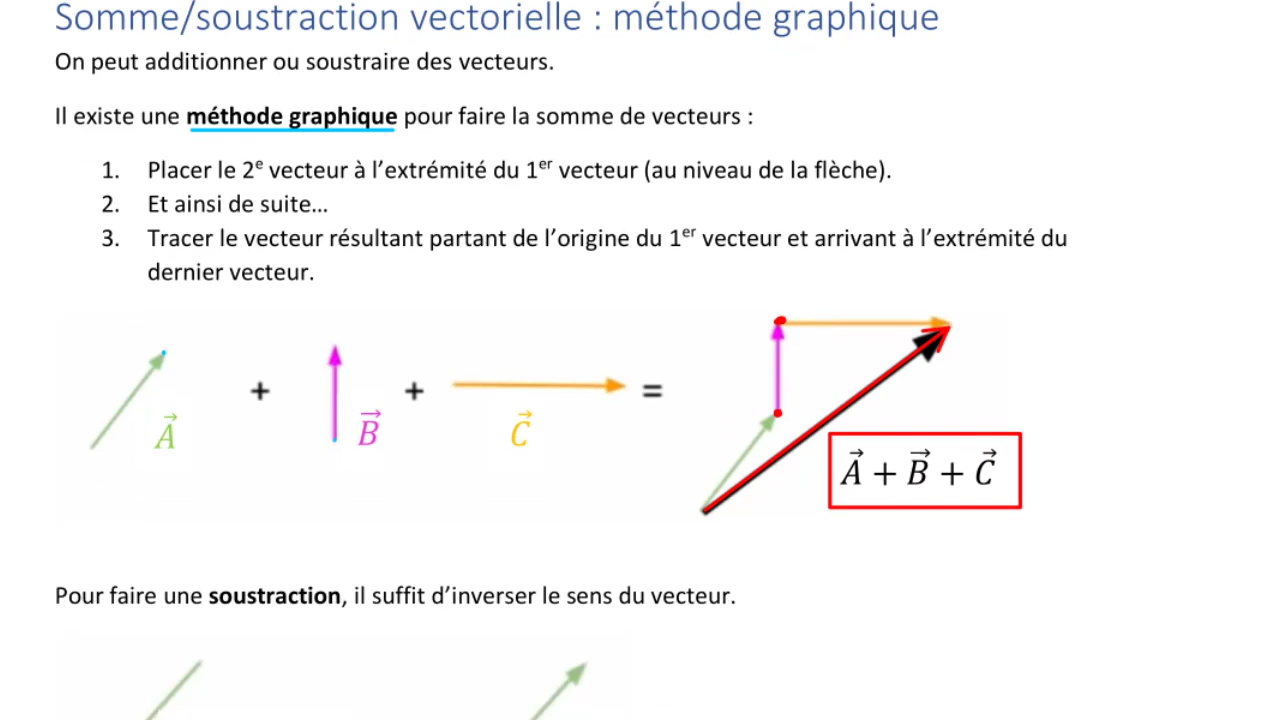 Somme/soustraction vectorielle : méthode graphique
On peut additionner ou soustraire des vecteurs.
Il existe une méthode graphique pour faire la somme de vecteurs :
1. Placer le 2e vecteur à l’extrémité du 1er vecteur (au niveau de la flèche).
2. Et ainsi de suite…
3. Tracer le vecteur résultant partant de l’origine du 1er vecteur et arrivant à l’extrémité du
dernier vecteur.
+ + =
A⃗ B⃗ C⃗
A⃗ + B⃗ + C⃗
Pour faire une soustraction, il suffit d’inverser le sens du vecteur.